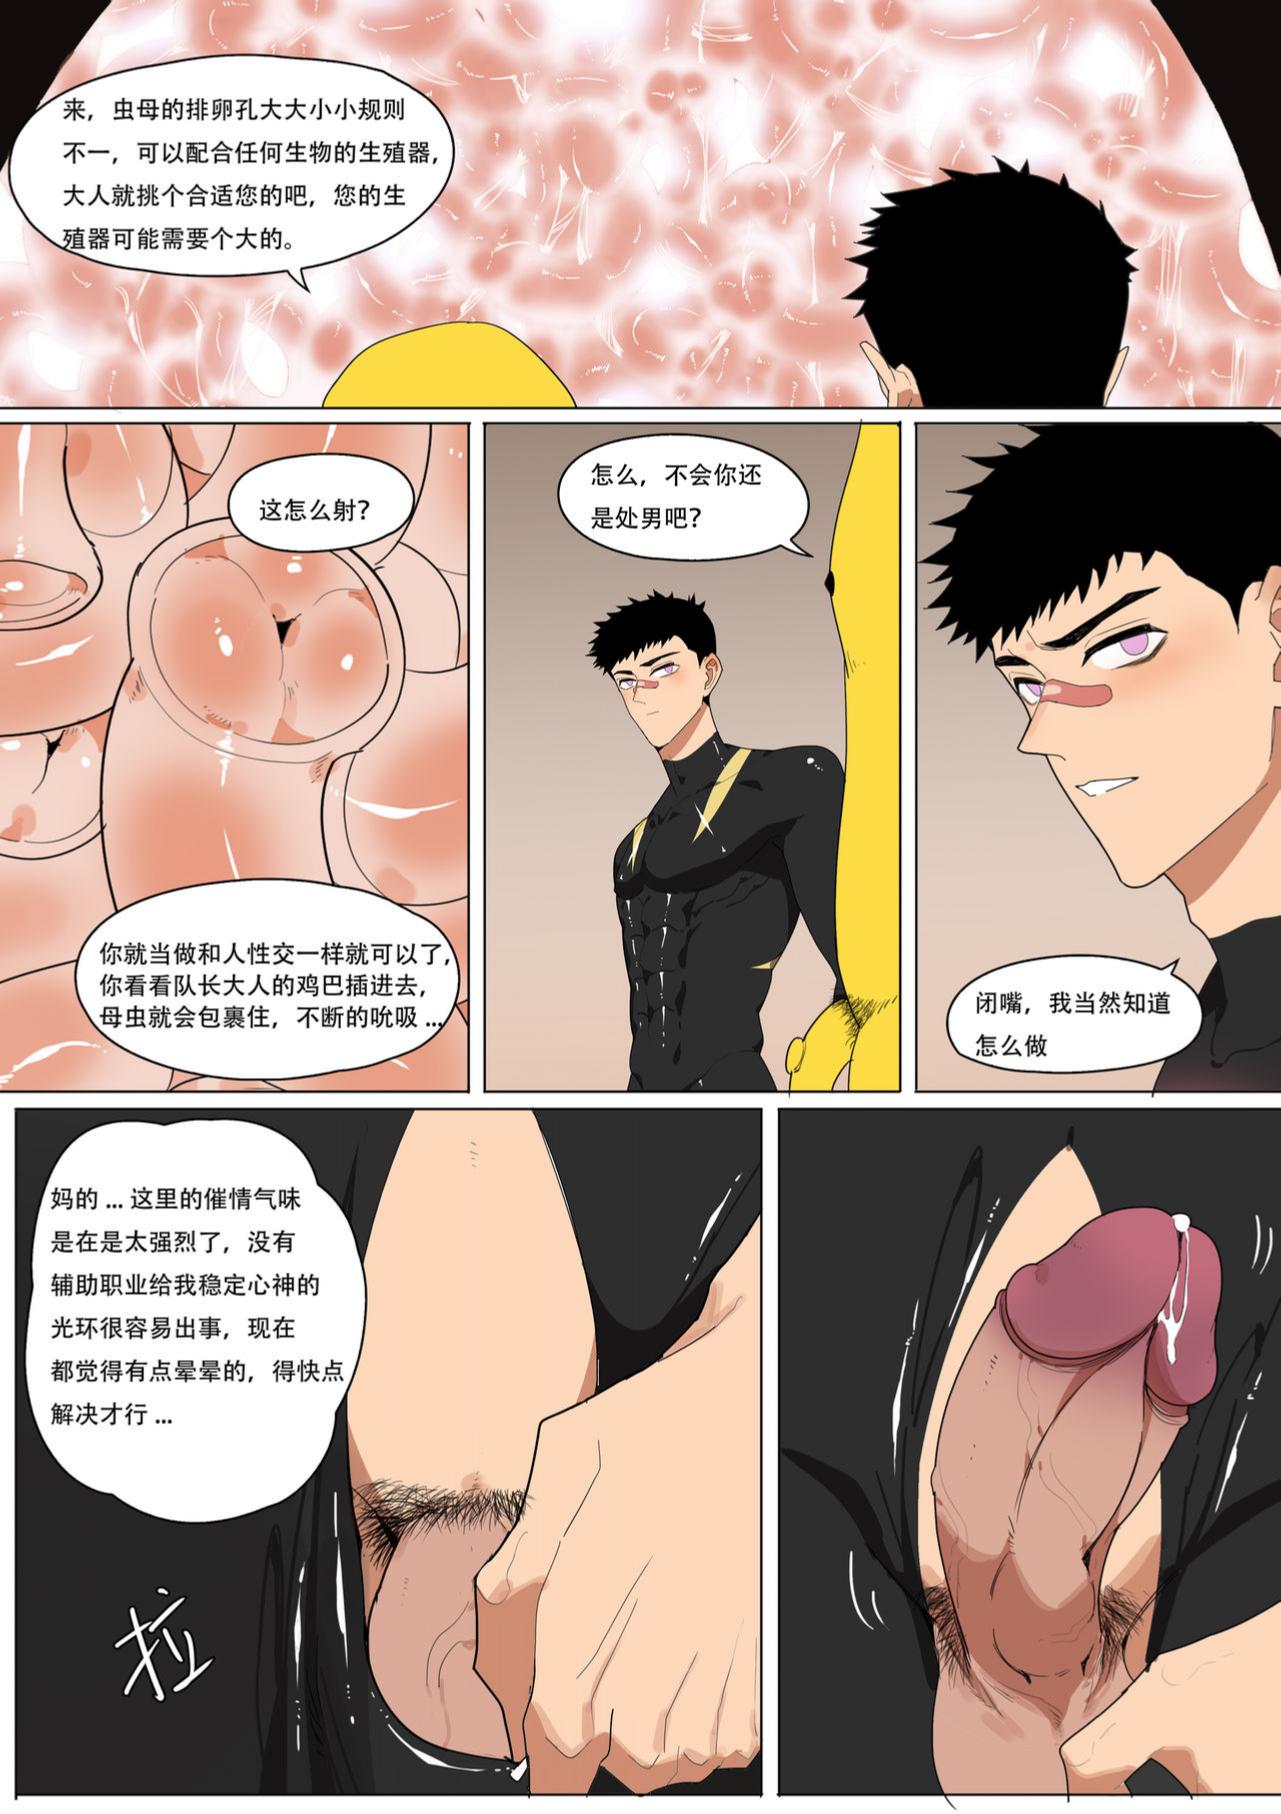 来，虫母的排卵孔大大小小规则
不一，可以配合任何生物的生殖器，
大人就挑个合适您的吧，您的生
殖器可能需要个大的。
这怎么射？
你就当做和人性交一样就可以了，
你看看队长大人的鸡巴插进去，
母虫就会包裹住，不断的吮吸 ...
怎么，不会你还
是处男吧？
闭嘴，我当然知道
怎么做
妈的 ... 这里的催情气味
是在是太强烈了，没有
辅助职业给我稳定心神的
光环很容易出事，现在
都觉得有点晕晕的，得快点
解决才行 ...
拉